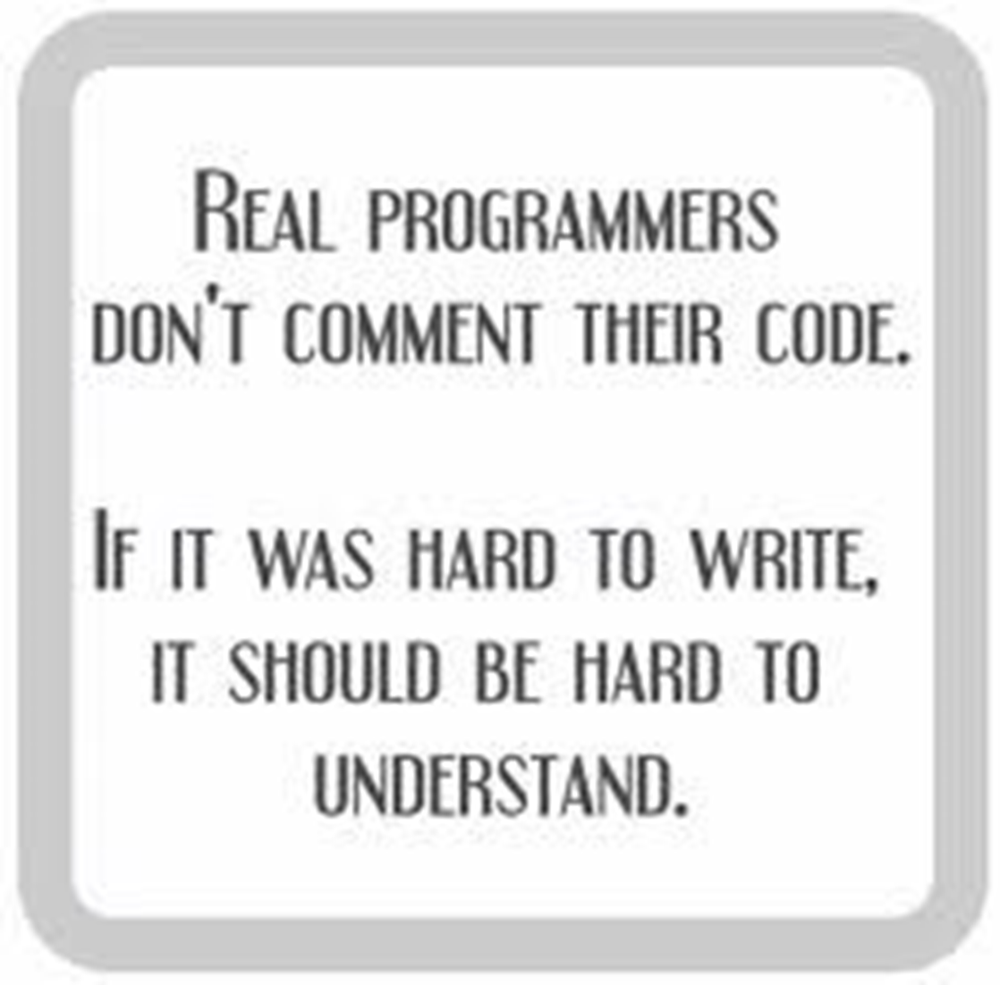 Real programmers
don't comment their code.
If it was hard to write,
it should be hard to
understand.